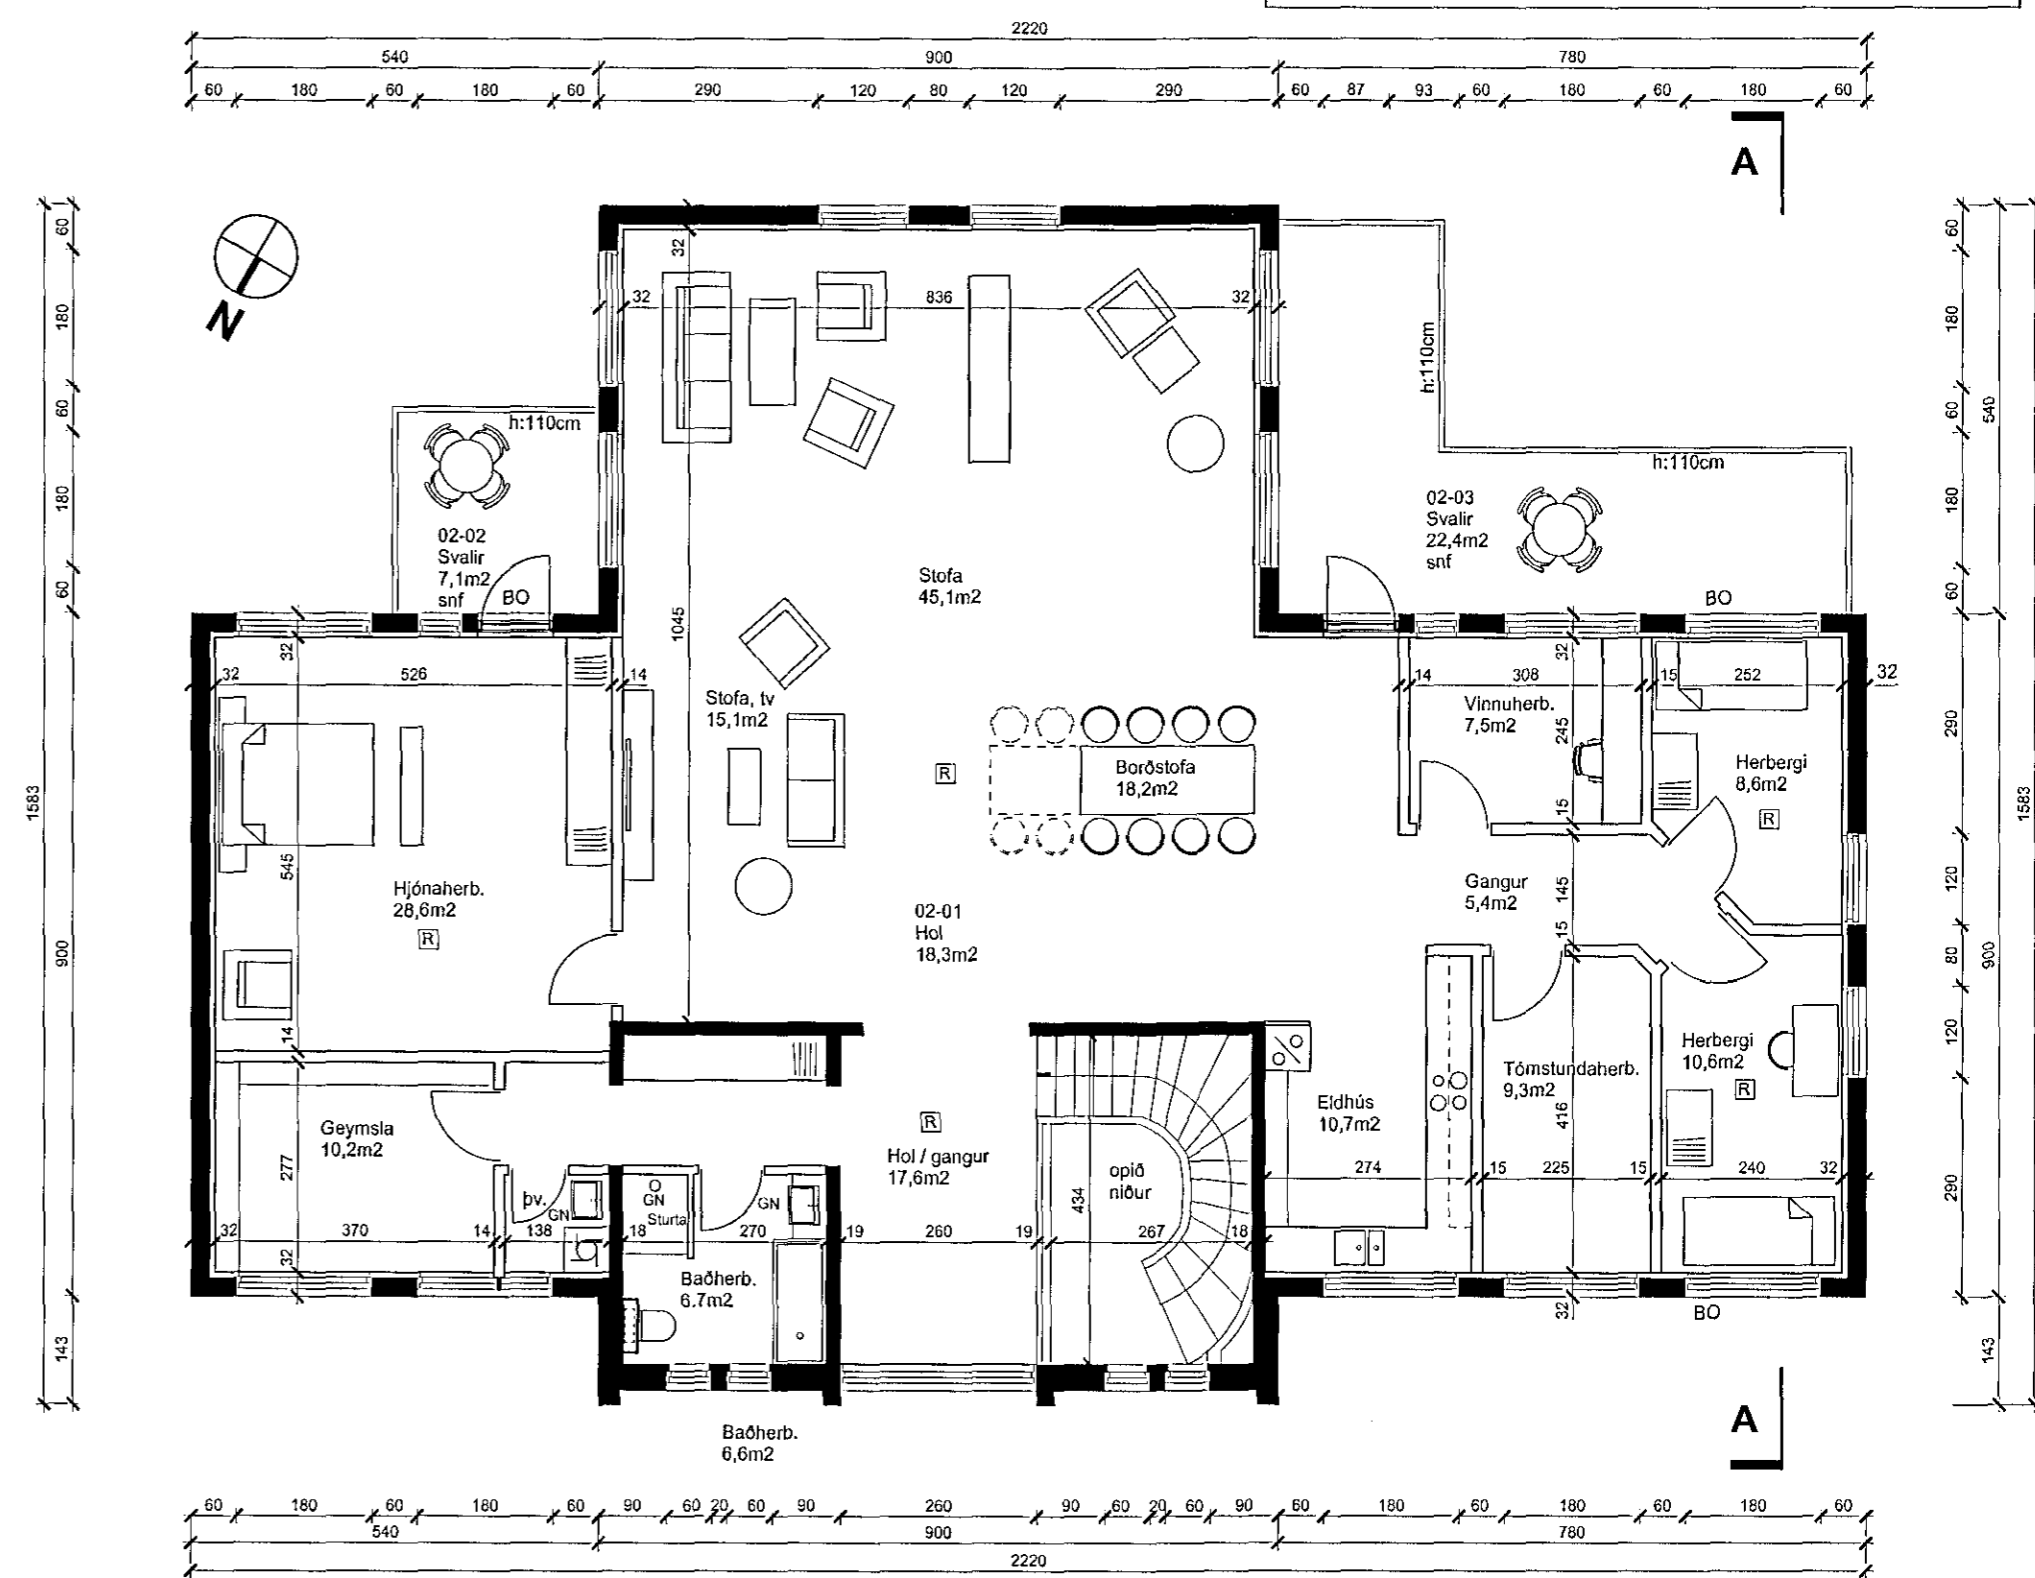 2220
540 900 780
60 180 60 180 60 290 120 80 120 290 60 87 93 60 180 60 180 60
A
N
60 180 60 180 60
900
143
1583
60 180 60 180 60
540
290 120 80 120 290
900
143
1583
32
32 836 32
h:110cm
h:110cm
h:110cm
02-02
Svalir
7,1m2
snf
BO
02-03
Svalir
22,4m2
snf
BO
Stofa
45,1m2
1045
32
32 526 14
Stofa, tv
15,1m2
32
14 308 15 252 32
Vinnuherb.
7,5m2
245
15
Borðstofa
18,2m2
R
Herbergi
8,6m2
R
545
Hjónaherb.
28,6m2
R
02-01
Hol
18,3m2
Gangur
5,4m2
145
15
14
Geymsla
10,2m2
277
R
Hol / gangur
17,6m2
opið
niður
434
Eldhús
10,7m2
Tómstundaherb.
9,3m2
416
Herbergi
10,6m2
R
274 15 225 15 240 32
þv.
GN
O
GN
Sturta
GN
32 370 14 138 18 270 19 260 19 267 18
32
Baðherb.
6.7m2
32
BO
Baðherb.
6,6m2
A
60 180 60 180 60 90 60 20 60 90 260 90 60 20 60 90 60 180 60 180 60 180 60
540 900 780
2220